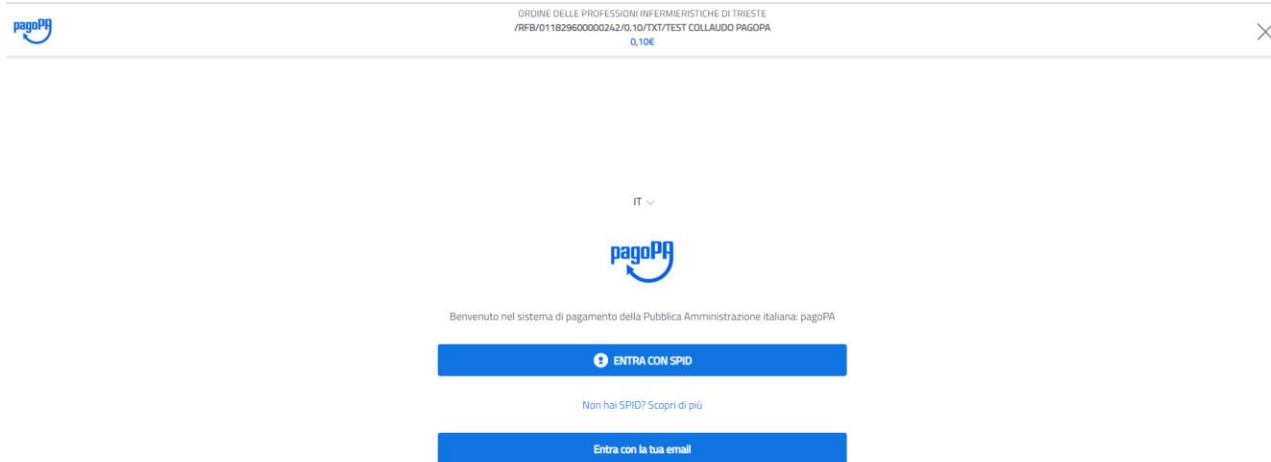 pagoPA
ORDINE DELLE PROFESSIONI INFERMIERISTICHE DI TRIESTE
/RFB/011829600000242/0.10/TXT/TEST COLLAUDO PAGOPA
0,10€
IT
pagoPA
Benvenuto nel sistema di pagamento della Pubblica Amministrazione italiana: pagoPA
ENTRA CON SPID
Non hai SPID? Scopri di più
Entra con la tua email